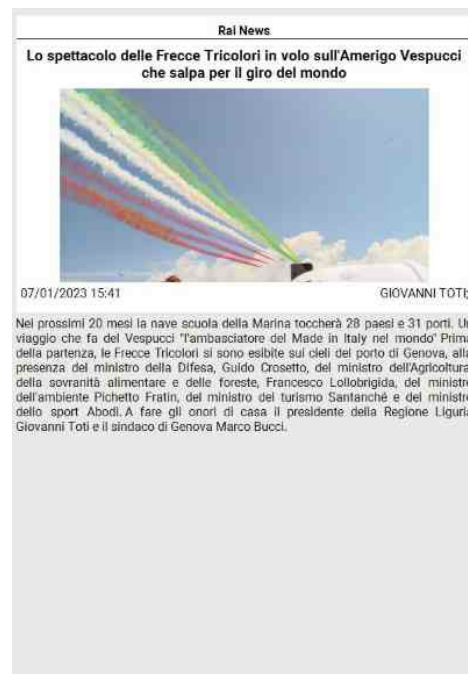 Rai News
Lo spettacolo delle Frecce Tricolori in volo sull'Amerigo Vespucci
che salpa per il giro del mondo
07/01/2023 15:41 GIOVANNI TOTI;
Nei prossimi 20 mesi la nave scuola della Marina toccherà 28 paesi e 31 porti. Un
viaggio che fa del Vespucci "l'ambasciatore del Made in Italy nel mondo" Prima
della partenza, le Frecce Tricolori si sono esibite sui cieli del porto di Genova, alla
presenza del ministro della Difesa, Guido Crosetto, del ministro dell'Agricoltura
della sovranità alimentare e delle foreste, Francesco Lollobrigida, del ministro
dell'ambiente Pichetto Fratin, del ministro del turismo Santanché e del ministro
dello sport Abodi. A fare gli onori di casa il presidente della Regione Liguria
Giovanni Toti e il sindaco di Genova Marco Bucci.